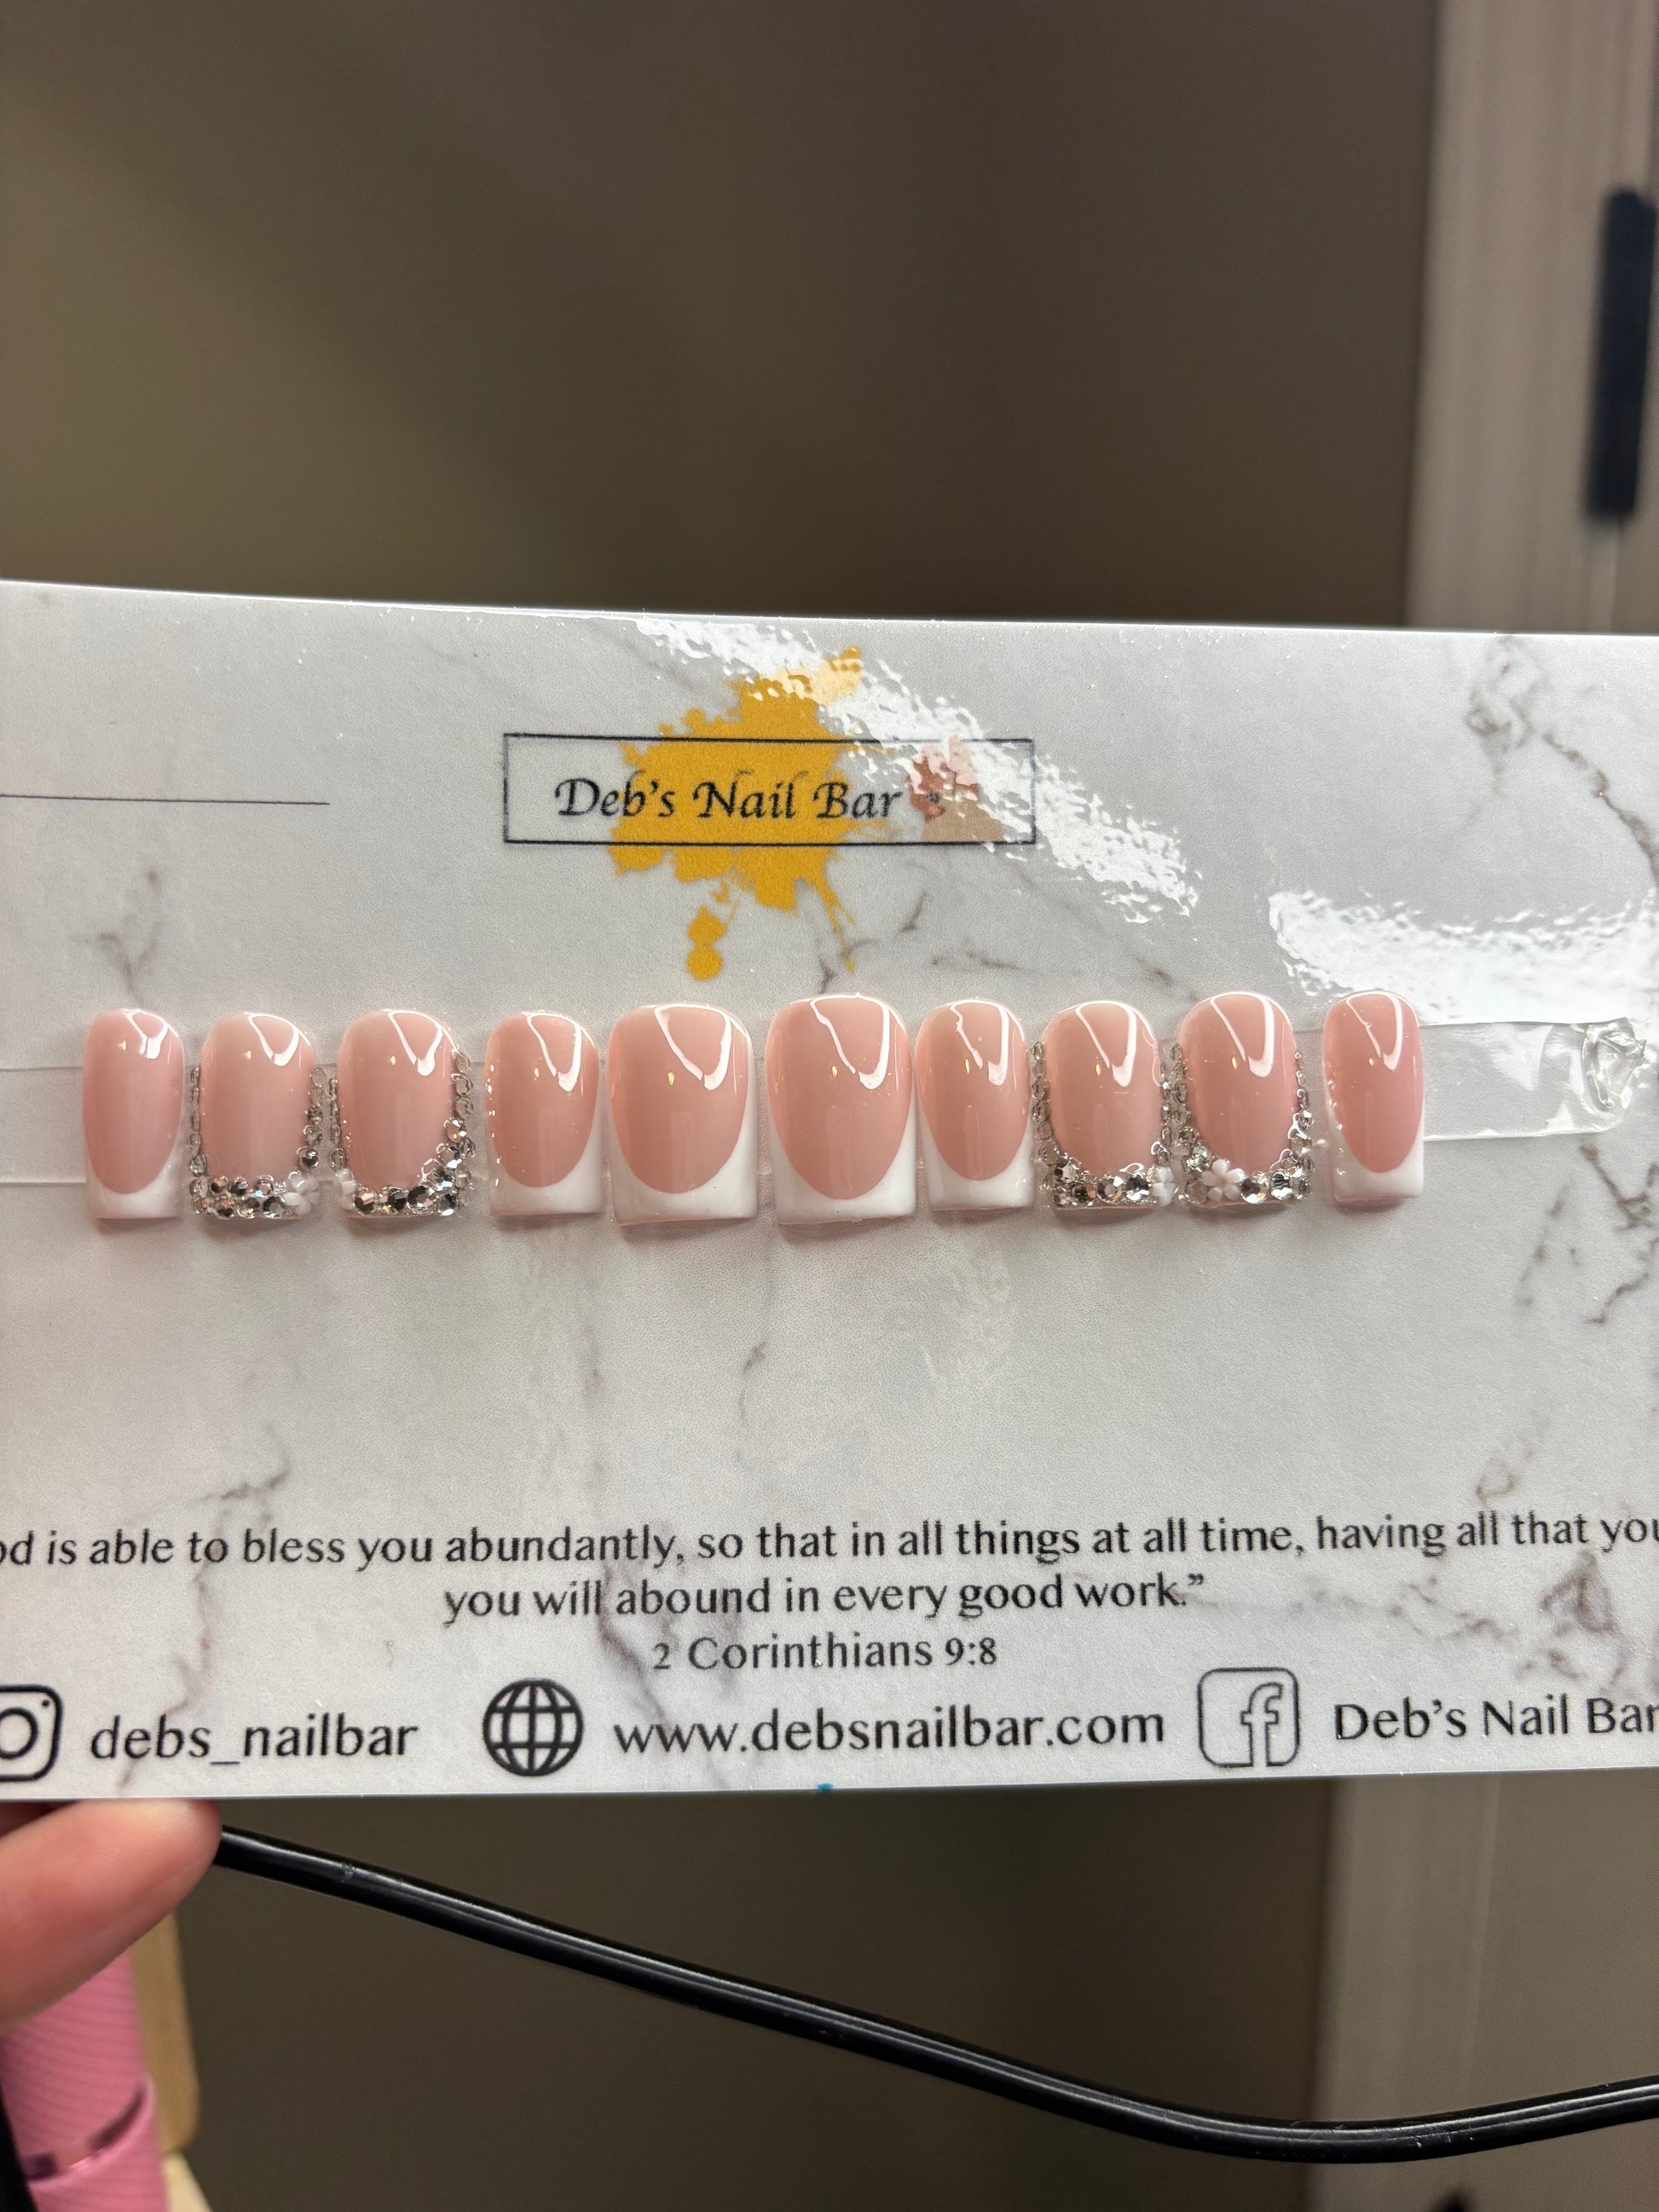 Deb's Nail Bar
is able to bless you abundantly, so that in all things at all time, having all that
you will abound in every good work.”
2 Corinthians 9:8
debs_nailbar www.debsnailbar.com Deb's Nail Bar